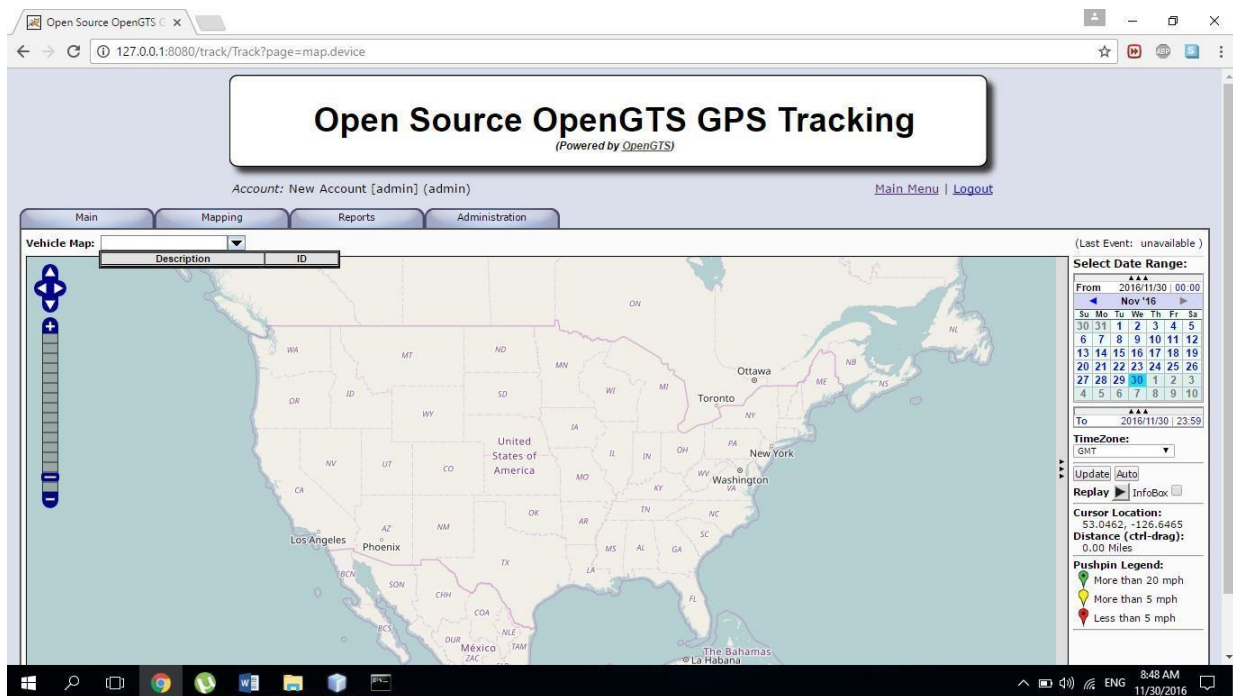 Open Source OpenGTS G
127.0.0.1:8080/track/Track?page=map.device
Open Source OpenGTS GPS Tracking
(Powered by OpenGTS)
Account: New Account [admin] (admin)
Main Menu | Logout
Main Mapping Reports Administration
Vehicle Map:
(Last Event: unavailable )
Description ID
Select Date Range:
From 2016/11/30 | 00:00
Nov '16
Su Mo Tu We Th Fr Sa
30 31 1 2 3 4 5
6 7 8 9 10 11 12
13 14 15 16 17 18 19
20 21 22 23 24 25 26
27 28 29 30 1 2 3
4 5 6 7 8 9 10
To 2016/11/30 | 23:59
TimeZone:
GMT
Update Auto
Replay InfoBox
Cursor Location:
53.0462, -126.6465
Distance (ctrl-drag):
0.00 Miles
Pushpin Legend:
More than 20 mph
More than 5 mph
Less than 5 mph
ON
NL
WA
MT
ND
MN
Ottawa
NB
OR
ID
SD
WI
MI
Toronto
ME
NS
WY
NY
IA
United
States of
America
NV
UT
CO
IL
IN
OH
PA
New York
MO
WV
Washington
KY
VA
CA
OK
AR
TN
NC
Los Angeles
AZ
NM
SC
Phoenix
MS
AL
GA
TX
LA
BCN
SON
CHH
COA
FL
BCS
DUR
NLE
México
TAM
ZAC
The Bahamas
La Habana
ABP
S
ENG
8:48 AM
11/30/2016